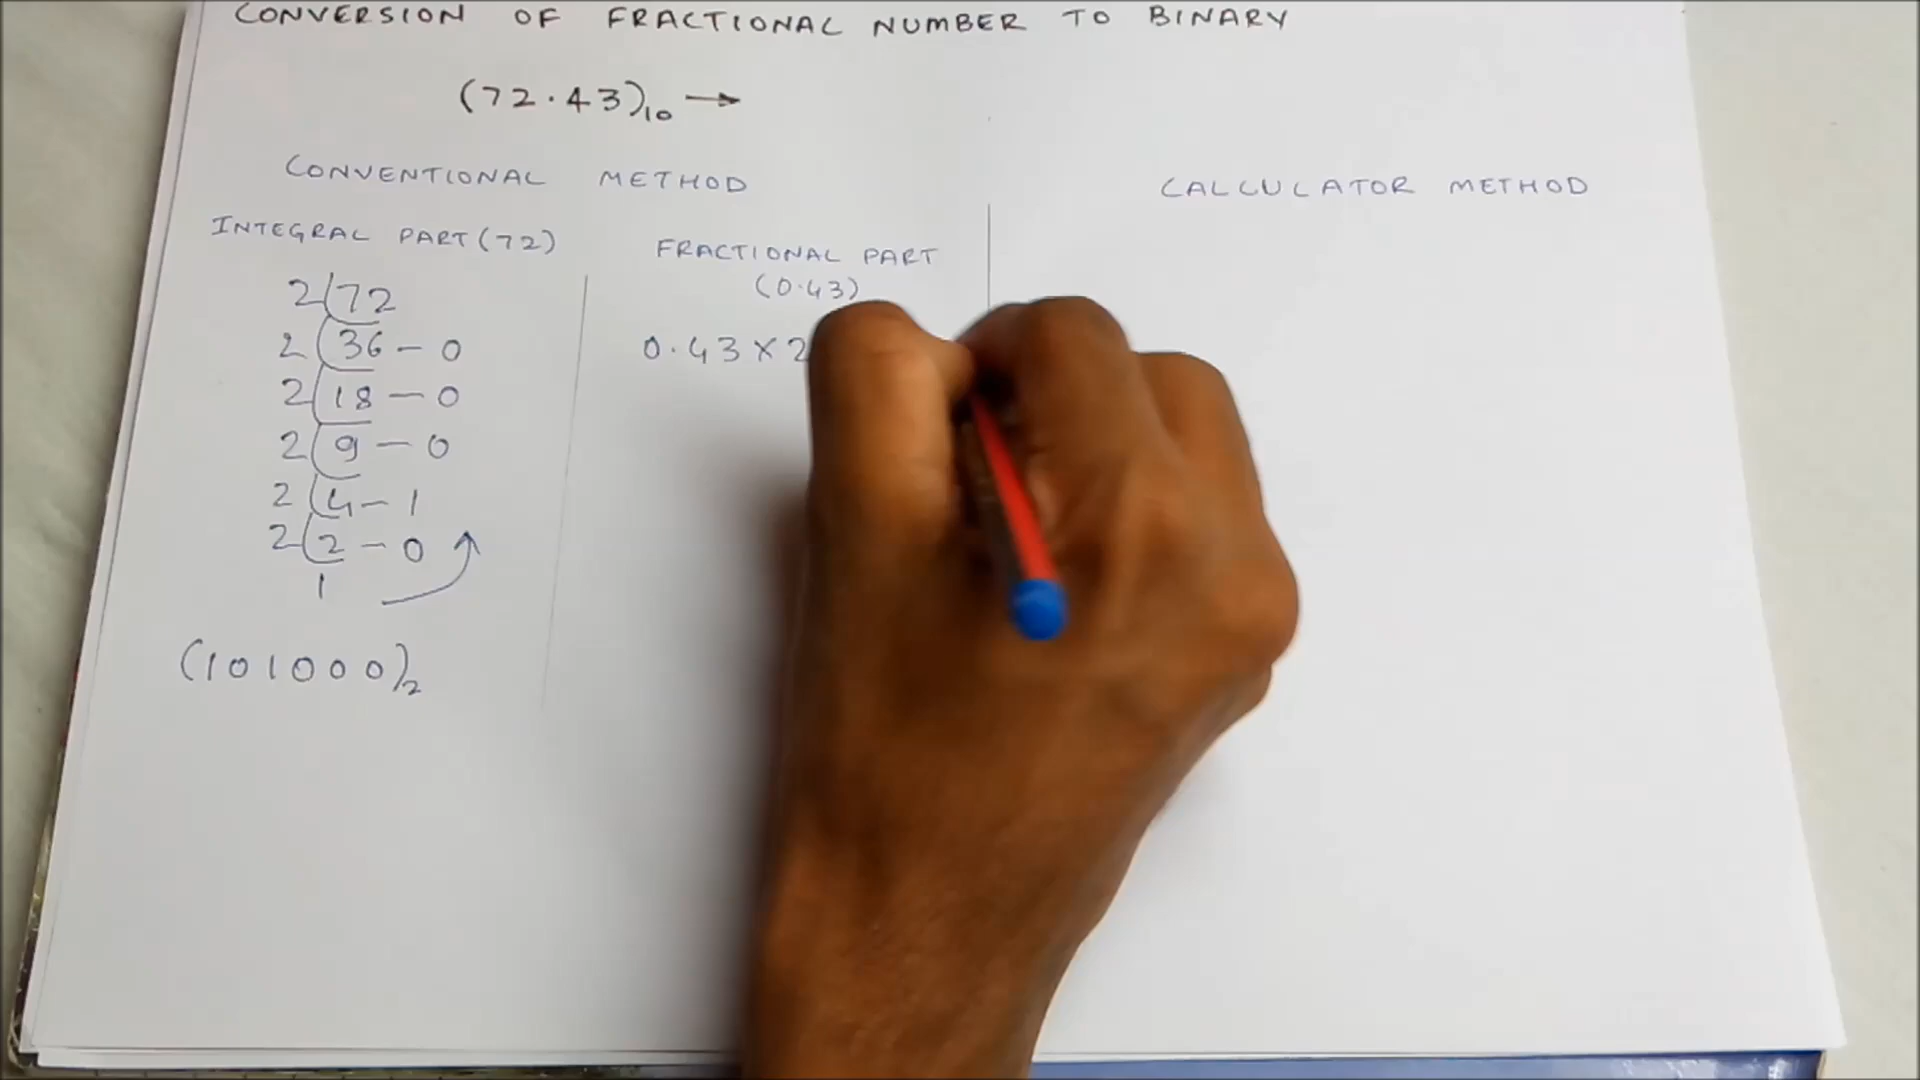 CONVERSION OF FRACTIONAL NUMBER TO BINARY
(72.43)10 →
CONVENTIONAL METHOD
INTEGRAL PART (72)
2 72
2 36 - 0
2 18 - 0
2 9 - 0
2 4 - 1
2 2 - 0
1
(101000)2
FRACTIONAL PART
(0.43)
0.43 × 2
CALCULATOR METHOD